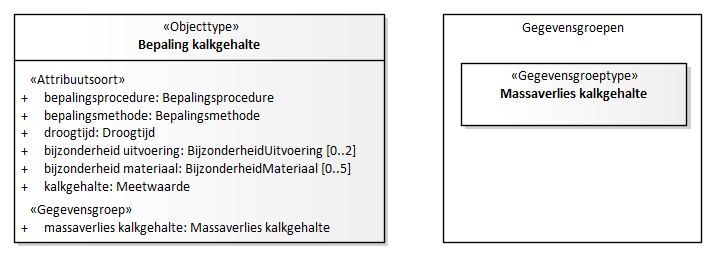 «Objecttype»
Bepaling kalkgehalte
«Attribuutsoort»
+ bepalingsprocedure: Bepalingsprocedure
+ bepalingsmethode: Bepalingsmethode
+ droogtijd: Droogtijd
+ bijzonderheid uitvoering: BijzonderheidUitvoering [0..2]
+ bijzonderheid materiaal: BijzonderheidMateriaal [0..5]
+ kalkgehalte: Meetwaarde
«Gegevensgroep»
+ massaverlies kalkgehalte: Massaverlies kalkgehalte
Gegevensgroepen
«Gegevensgroeptype»
Massaverlies kalkgehalte